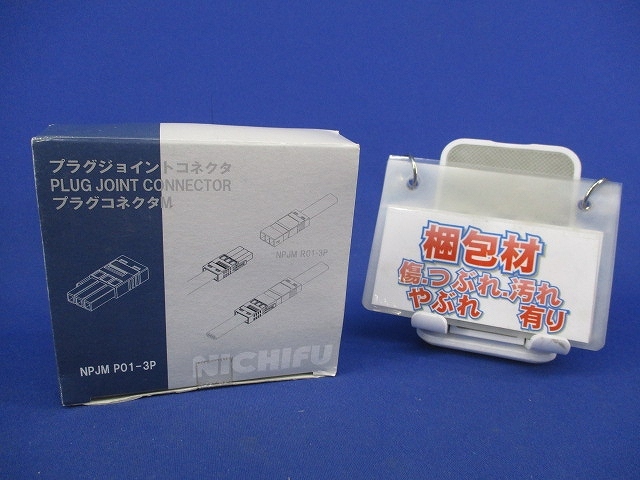 プラグジョイントコネクタ
PLUG JOINT CONNECTOR
プラグコネクタM
NPJM R01-3P
NPJM P01-3P
NICHIFU
梱包材
傷・つぶれ・汚れ
やぶれ 有り